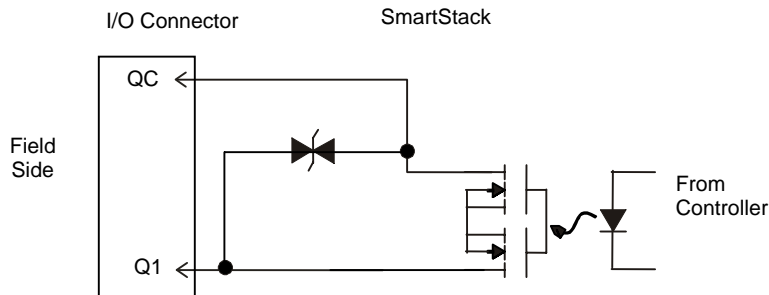 I/O Connector
SmartStack
QC
Field
Side
From
Controller
Q1